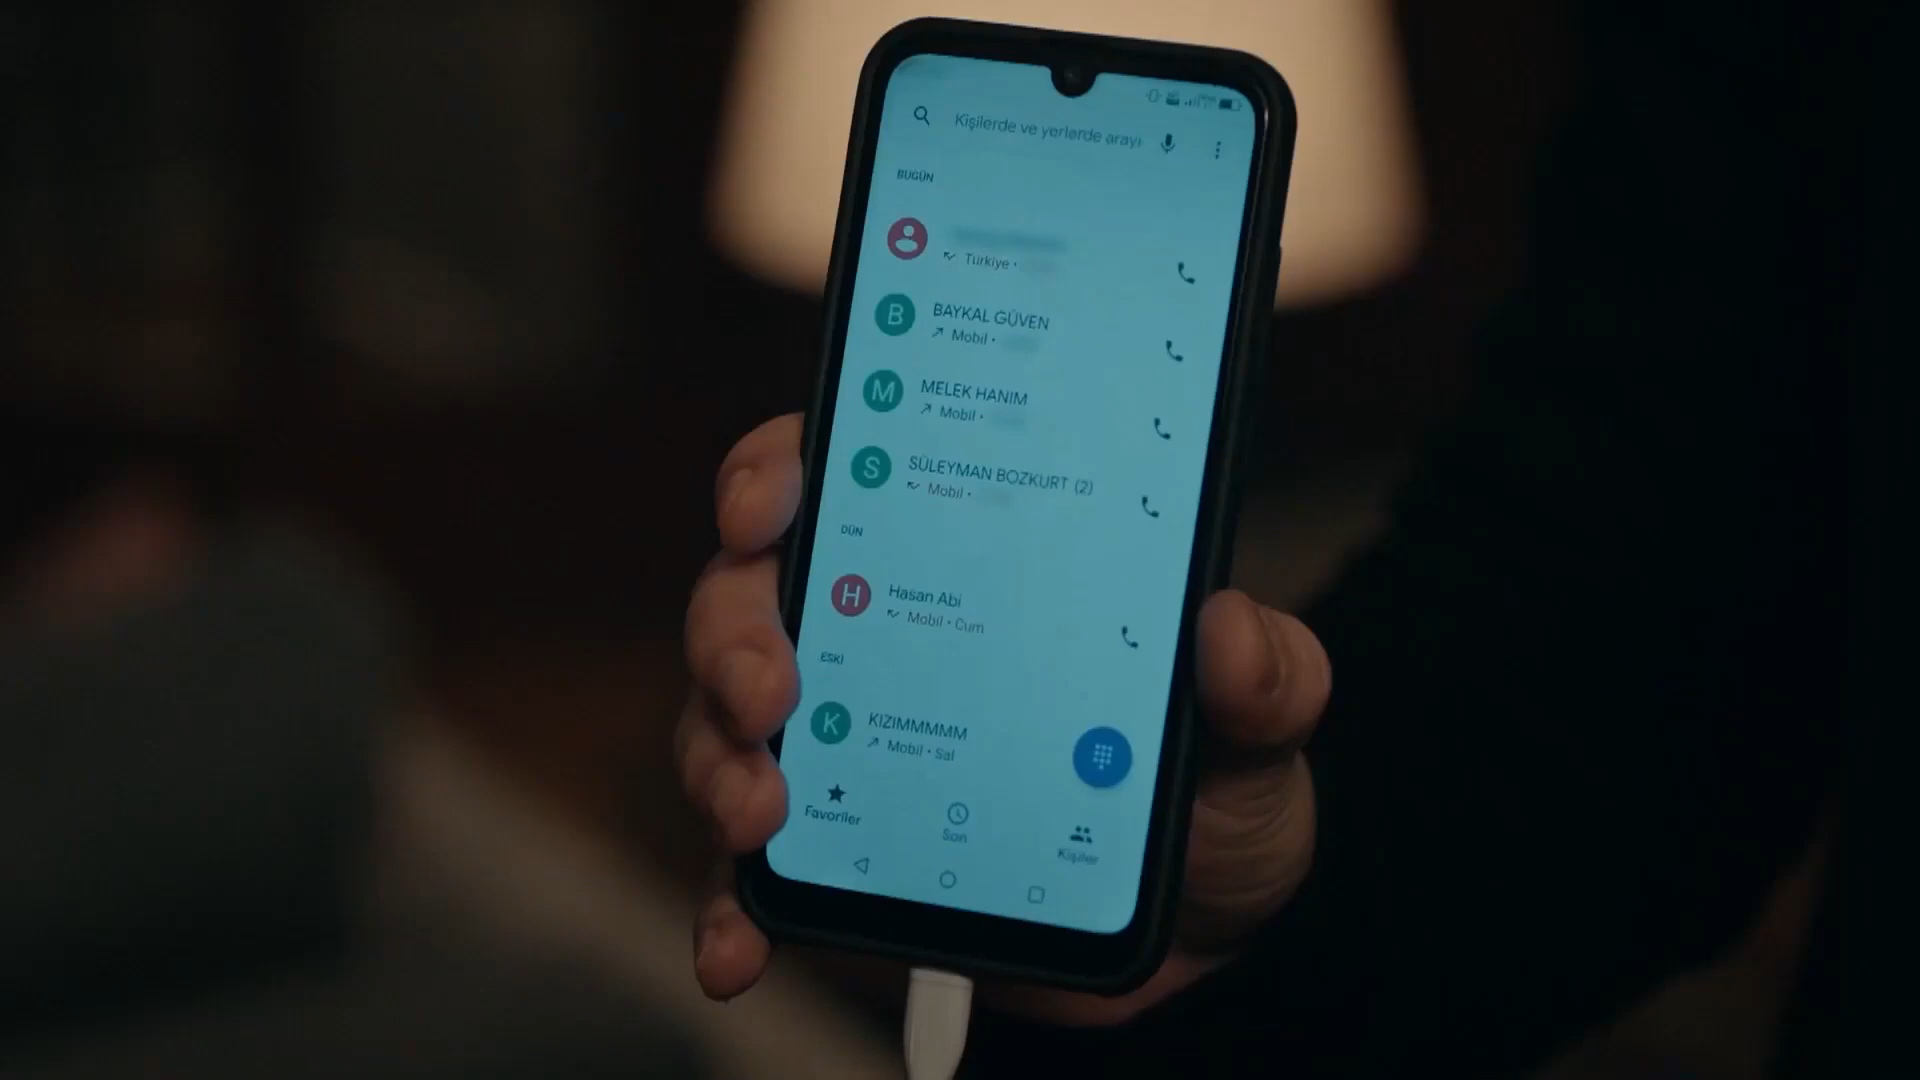 Kişilerde ve yerlerde arayı
BUGÜN
Türkiye •
B
BAYKAL GÜVEN
Mobil •
M
MELEK HANIM
Mobil •
S
SÜLEYMAN BOZKURT (2)
Mobil •
DÜN
H
Hasan Abi
Mobil • Cum
ESKİ
K
KIZIMMMMM
Mobil • Sal
Favoriler
Son
Kişiler